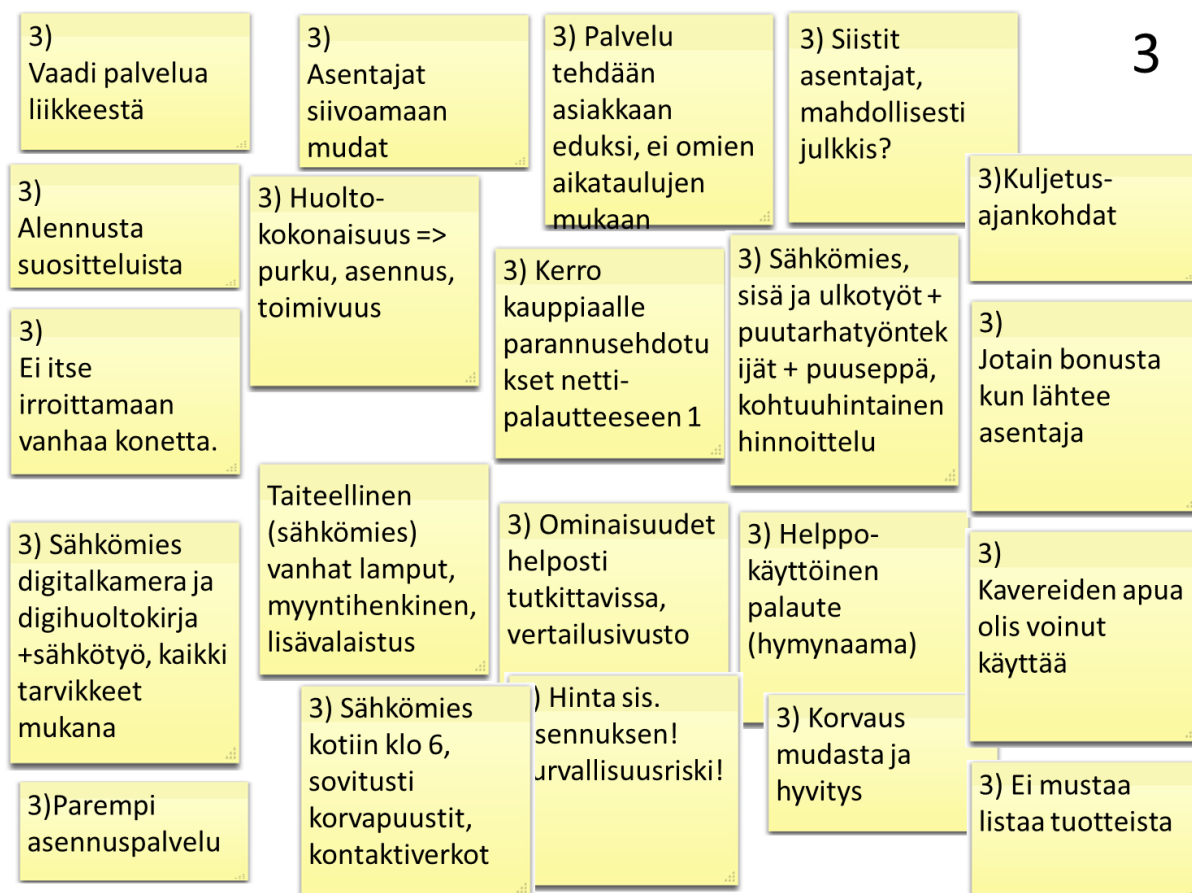 3)
Vaadi palvelua
liikkeestä
3)
Asentajat
siivoamaan
mudat
3) Palvelu
tehdään
asiakkaan
eduksi, ei omien
aikataulujen
mukaan
3) Siistit
asentajat,
mahdollisesti
julkkis?
3
3)
Alennusta
suositteluista
3) Huolto-
kokonaisuus =>
purku, asennus,
toimivuus
3) Kerro
kauppiaalle
parannusehdotu
kset netti-
palautteeseen 1
3) Sähkömies,
sisä ja ulkotyöt +
puutarhatyöntek
ijät + puuseppä,
kohtuuhintainen
hinnoittelu
3)Kuljetus-
ajankohdat
3)
Ei itse
irroittamaan
vanhaa konetta.
3)
Jotain bonusta
kun lähtee
asentaja
3) Sähkömies
digitalkamera ja
digihuoltokirja
+sähkötyö, kaikki
tarvikkeet
mukana
Taiteellinen
(sähkömies)
vanhat lamput,
myyntihenkinen,
lisävalaistus
3) Ominaisuudet
helposti
tutkittavissa,
vertailusivusto
3) Helppo-
käyttöinen
palaute
(hymynaama)
3)
Kavereiden apua
olis voinut
käyttää
3)Parempi
asennuspalvelu
3) Sähkömies
kotiin klo 6,
sovitusti
korvapuustit,
kontaktiverkot
) Hinta sis.
sennuksen!
urvallisuusriski!
3) Korvaus
mudasta ja
hyvitys
3) Ei mustaa
listaa tuotteista